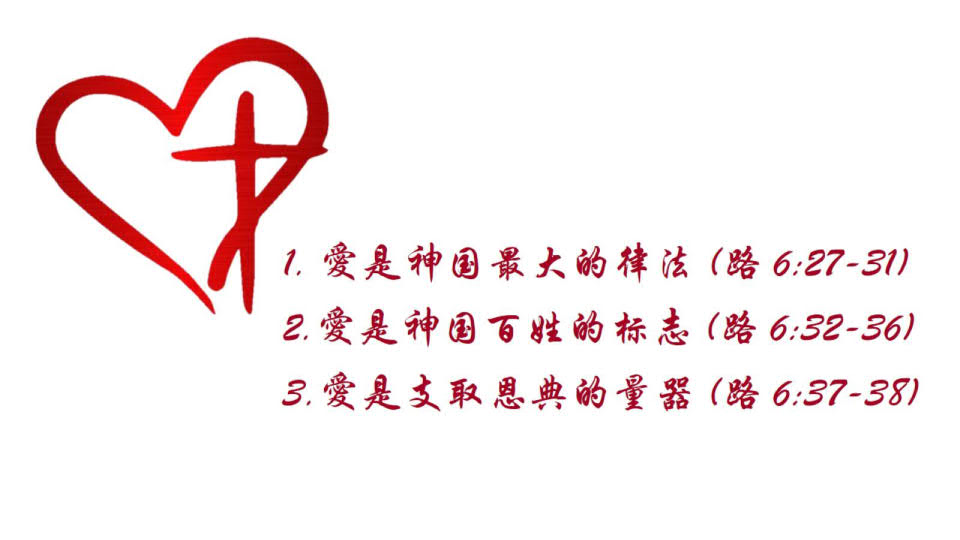 1. 愛是神国最大的律法 (路 6:27-31)
2. 愛是神国百姓的标志 (路 6:32-36)
3. 愛是支取恩典的量器 (路 6:37-38)